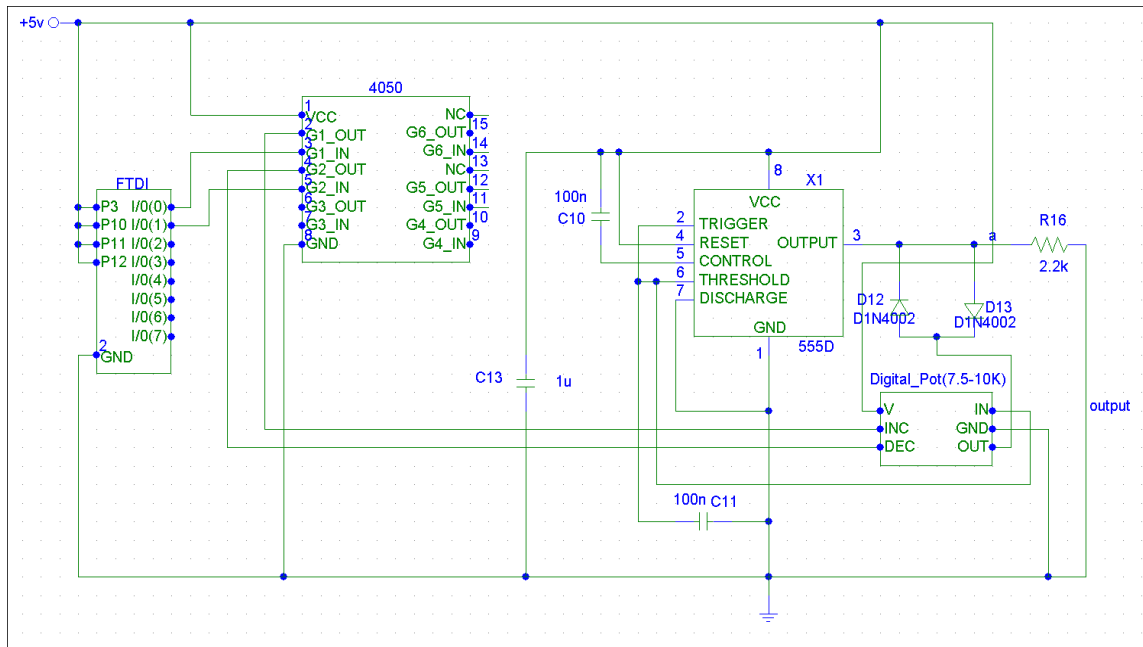 +5v
4050
1
VCC
2
G1_OUT
3
G1_IN
4
G2_OUT
5
G2_IN
6
G3_OUT
7
G3_IN
8
GND
NC
15
G6_OUT
14
G6_IN
13
NC
12
G5_OUT
11
G5_IN
10
G4_OUT
9
G4_IN
FTDI
P3 I/0(0)
P10 I/0(1)
P11 I/0(2)
P12 I/0(3)
I/0(4)
I/0(5)
I/0(6)
I/0(7)
2
GND
100n
C10
C13 1u
8
X1
VCC
2 TRIGGER
4 RESET OUTPUT 3
5 CONTROL
6 THRESHOLD
7 DISCHARGE
GND
1
555D
100n C11
a
R16
2.2k
D12
D1N4002
D13
D1N4002
Digital_Pot(7.5-10K)
V IN
INC GND
DEC OUT
output